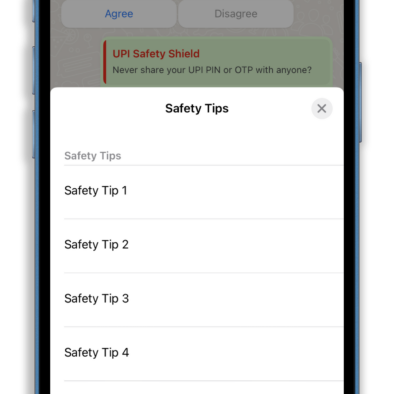 Agree
Disagree
UPI Safety Shield
Never share your UPI PIN or OTP with anyone?
Safety Tips
Safety Tips
Safety Tip 1
Safety Tip 2
Safety Tip 3
Safety Tip 4